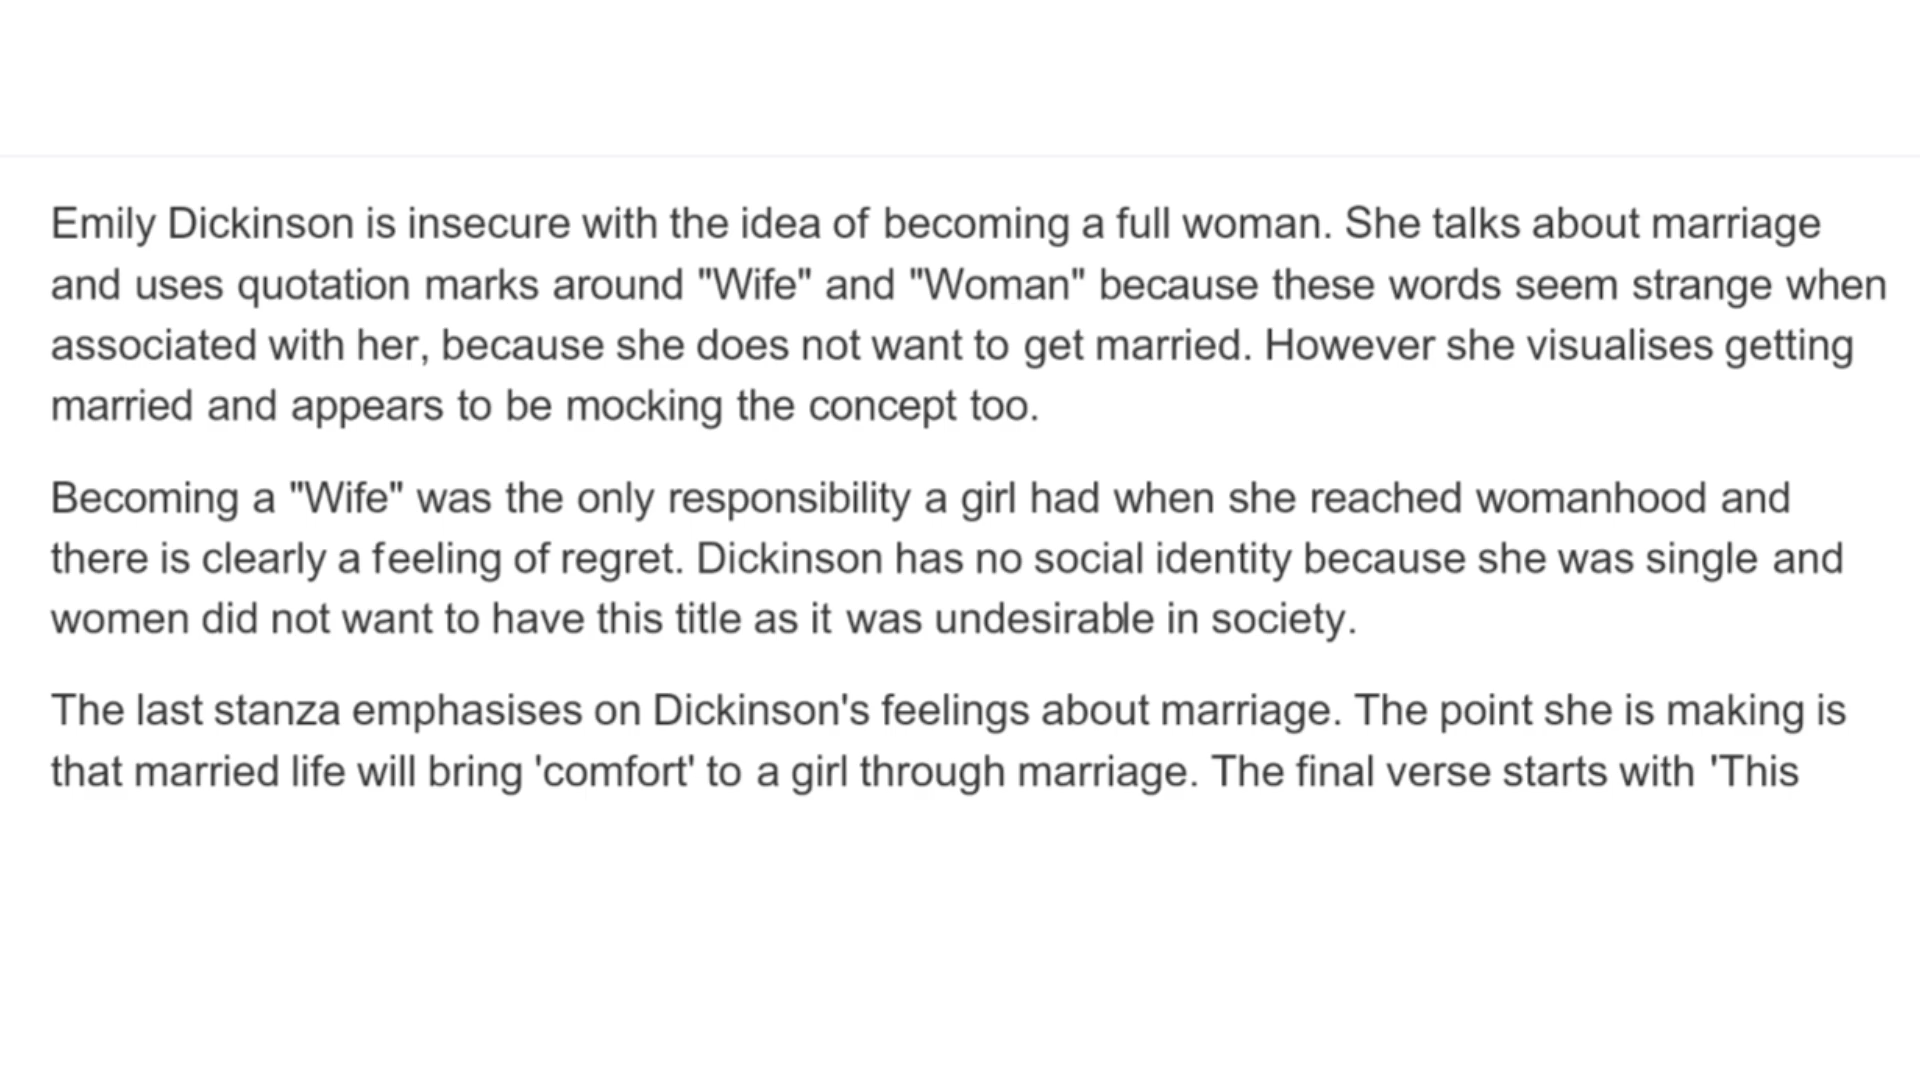 Emily Dickinson is insecure with the idea of becoming a full woman. She talks about marriage
and uses quotation marks around "Wife" and "Woman" because these words seem strange when
associated with her, because she does not want to get married. However she visualises getting
married and appears to be mocking the concept too.
Becoming a "Wife" was the only responsibility a girl had when she reached womanhood and
there is clearly a feeling of regret. Dickinson has no social identity because she was single and
women did not want to have this title as it was undesirable in society.
The last stanza emphasises on Dickinson's feelings about marriage. The point she is making is
that married life will bring 'comfort' to a girl through marriage. The final verse starts with 'This